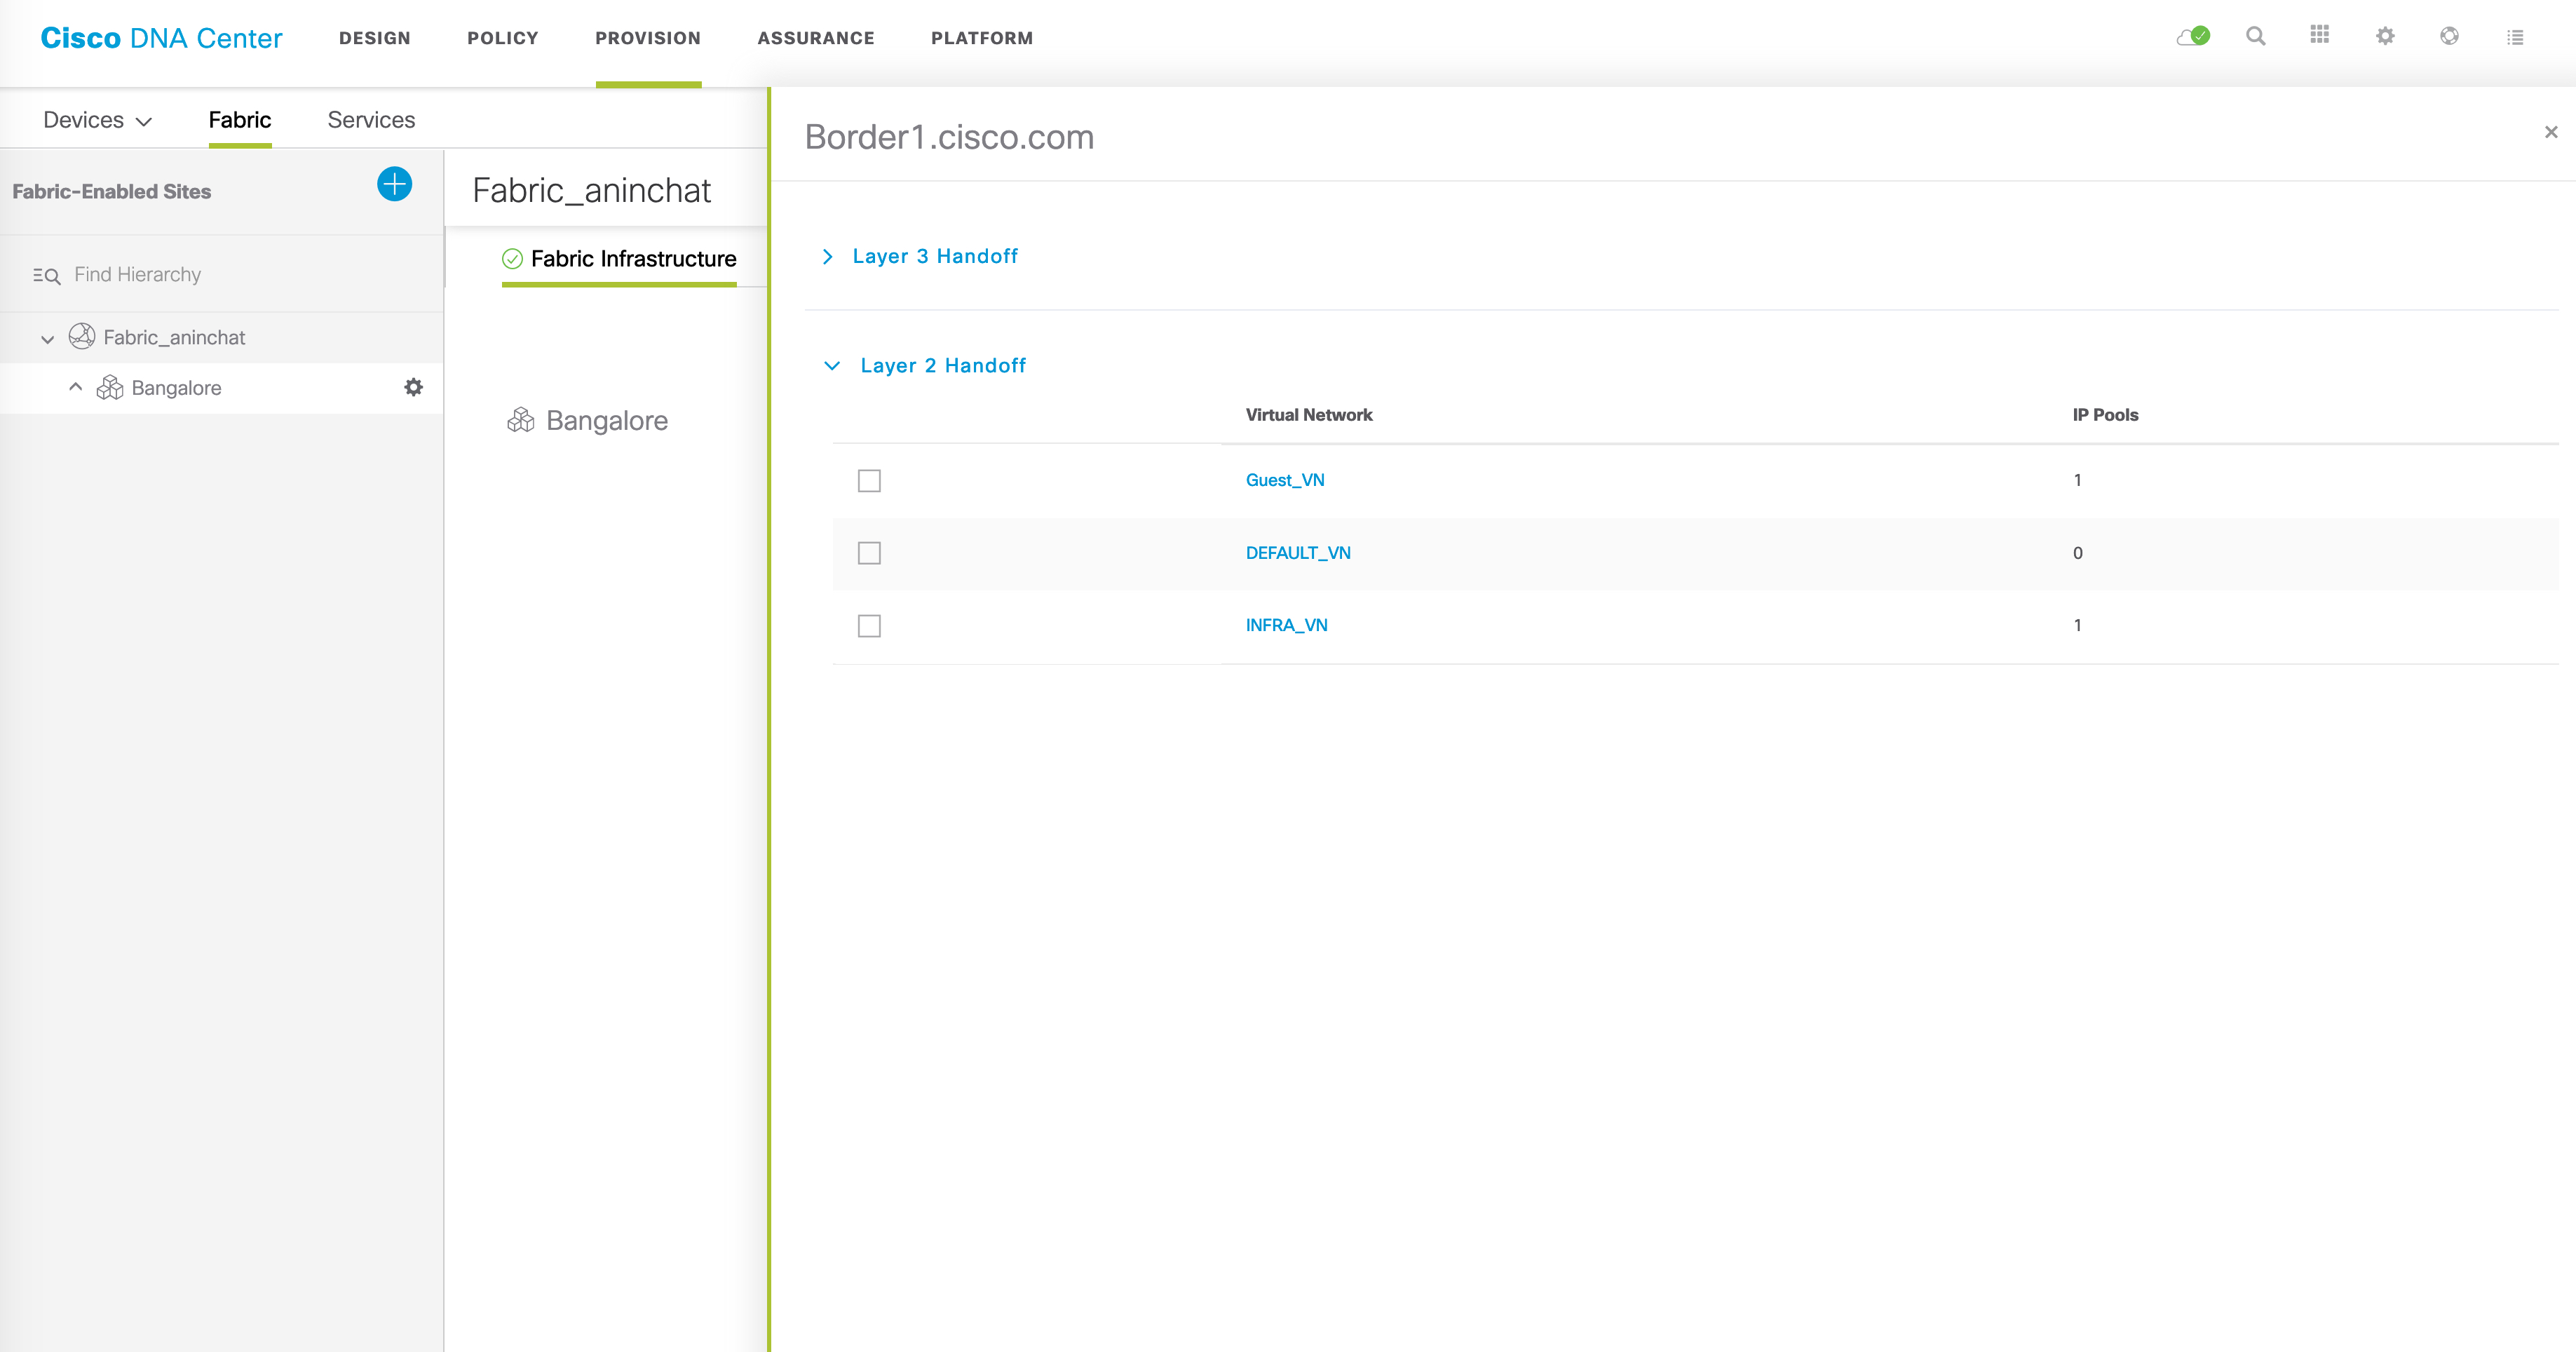 Cisco DNA Center DESIGN POLICY PROVISION ASSURANCE PLATFORM
Devices Fabric Services
Fabric-Enabled Sites
Find Hierarchy
Fabric_aninchat
Bangalore
Fabric_aninchat
Fabric Infrastructure
Bangalore
Border1.cisco.com
Layer 3 Handoff
Layer 2 Handoff
Virtual Network IP Pools
Guest_VN 1
DEFAULT_VN 0
INFRA_VN 1